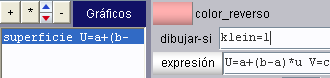 + * - Gráficos
color_reverso
superficie U=a+(b-
dibujar-si klein=1
expresión U=a+(b-a)*u V=c